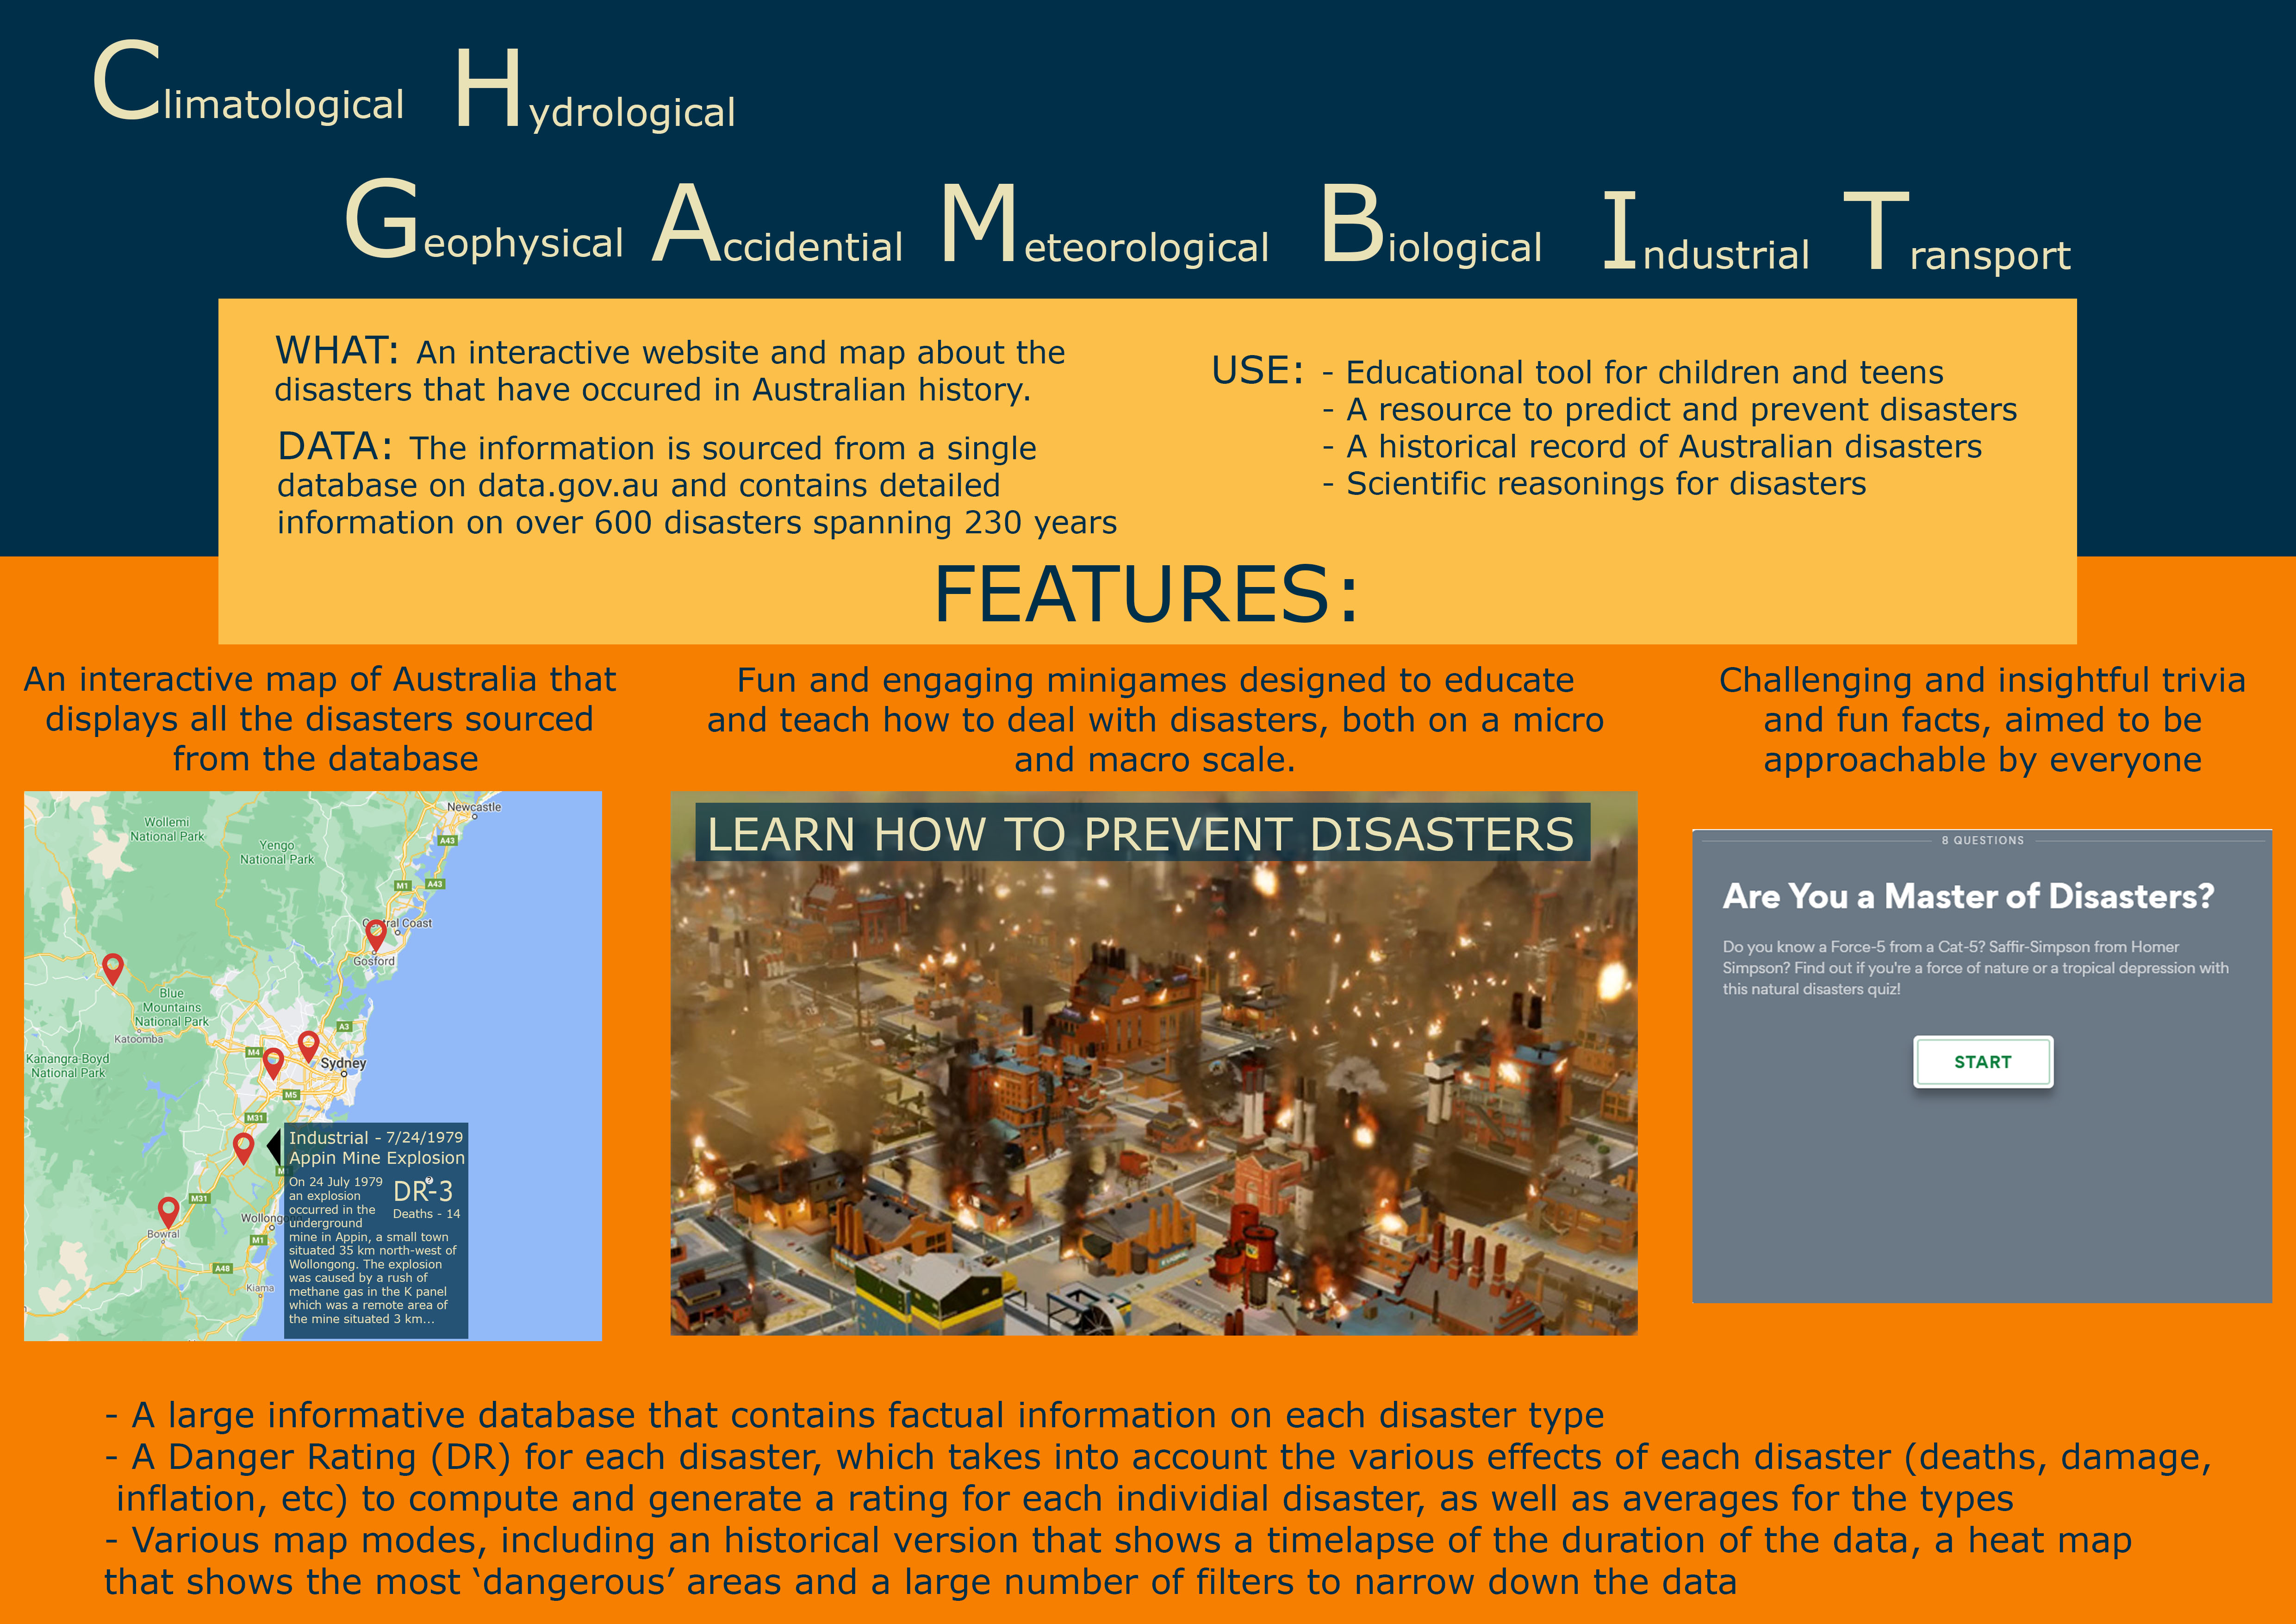 Climatological Hydrological
Geophysical Accidential Meteorological Biological Industrial Transport
WHAT: An interactive website and map about the
disasters that have occured in Australian history.
DATA: The information is sourced from a single
database on data.gov.au and contains detailed
information on over 600 disasters spanning 230 years
USE: - Educational tool for children and teens
- A resource to predict and prevent disasters
- A historical record of Australian disasters
- Scientific reasonings for disasters
FEATURES:
An interactive map of Australia that
displays all the disasters sourced
from the database
Newcastle
Wollemi
National Park
Yengo
National Park
A43
M1
A43
Central Coast
Gosford
Blue
Mountains
National Park
Katoomba
A3
Kanangra-Boyd
National Park
M4
Sydney
M5
M31
Industrial - 7/24/1979
Appin Mine Explosion
On 24 July 1979
an explosion
occurred in the
underground
mine in Appin, a small town
situated 35 km north-west of
Wollongong. The explosion
was caused by a rush of
methane gas in the K panel
which was a remote area of
the mine situated 3 km...
DR-3
?
Deaths - 14
M31
Wollong
Bowral
M1
A48
Kiama
Fun and engaging minigames designed to educate
and teach how to deal with disasters, both on a micro
and macro scale.
LEARN HOW TO PREVENT DISASTERS
Challenging and insightful trivia
and fun facts, aimed to be
approachable by everyone
8 QUESTIONS
Are You a Master of Disasters?
Do you know a Force-5 from a Cat-5? Saffir-Simpson from Homer
Simpson? Find out if you're a force of nature or a tropical depression with
this natural disasters quiz!
START
- A large informative database that contains factual information on each disaster type
- A Danger Rating (DR) for each disaster, which takes into account the various effects of each disaster (deaths, damage,
inflation, etc) to compute and generate a rating for each individial disaster, as well as averages for the types
- Various map modes, including an historical version that shows a timelapse of the duration of the data, a heat map
that shows the most ‘dangerous’ areas and a large number of filters to narrow down the data